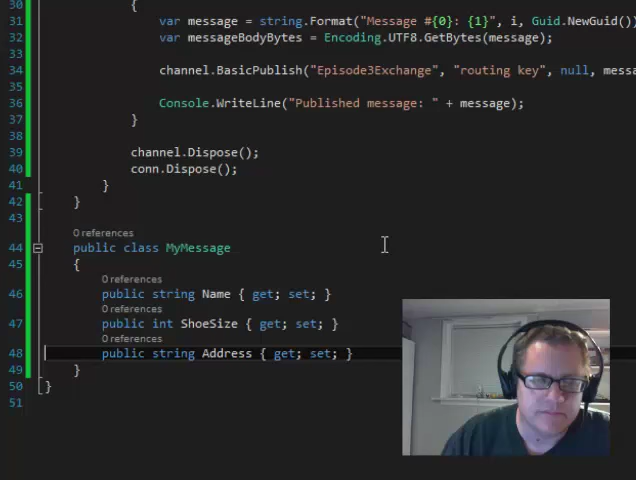 30 {
31 var message = string.Format("Message #{0}: {1}", i, Guid.NewGuid())
32 var messageBodyBytes = Encoding.UTF8.GetBytes(message);
33
34 channel.BasicPublish("Episode3Exchange", "routing key", null, messa
35
36 Console.WriteLine("Published message: " + message);
37 }
38
39 channel.Dispose();
40 conn.Dispose();
41 }
42 }
43
0 references
44 public class MyMessage
45 {
0 references
46 public string Name { get; set; }
0 references
47 public int ShoeSize { get; set; }
0 references
48 public string Address { get; set; }
49 }
50 }
51